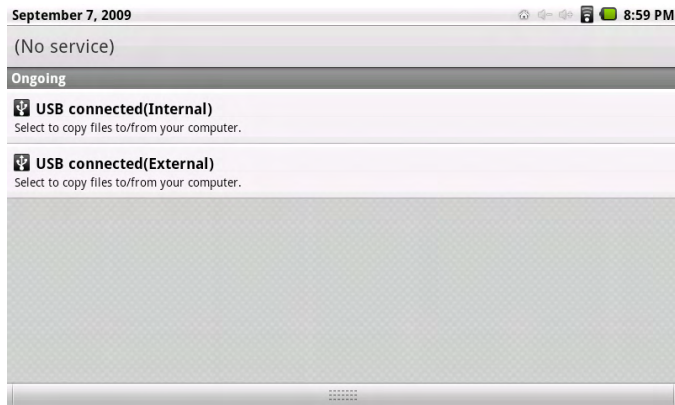 September 7, 2009 8:59 PM
(No service)
Ongoing
USB connected(Internal)
Select to copy files to/from your computer.
USB connected(External)
Select to copy files to/from your computer.